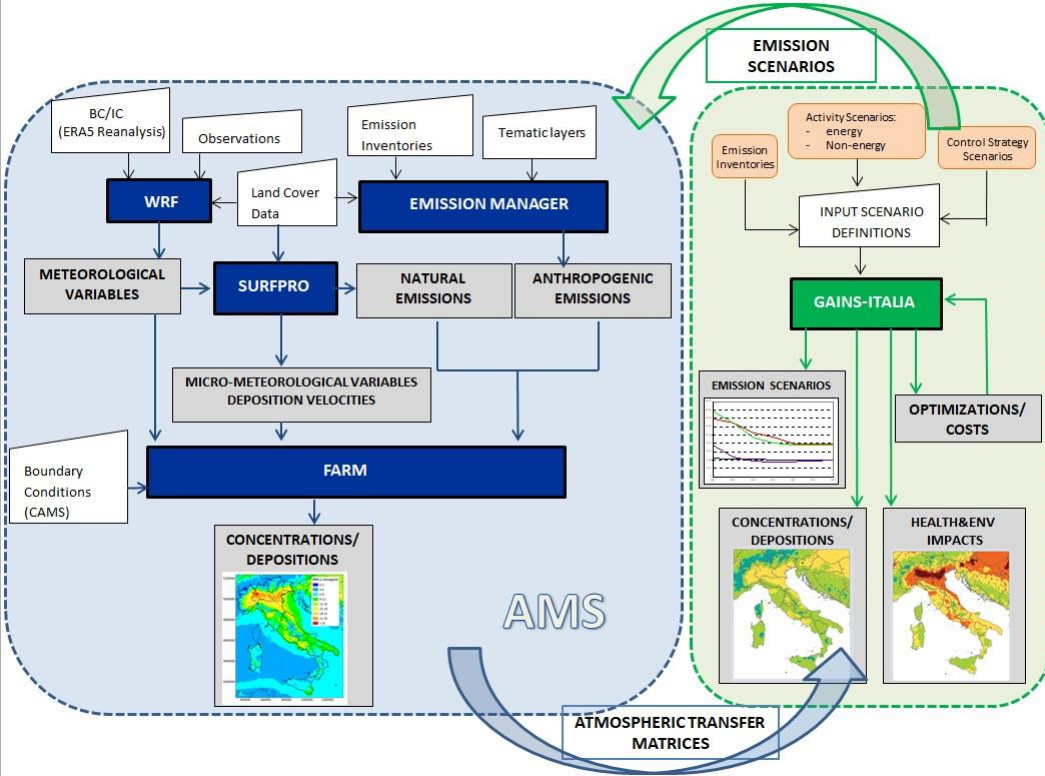 EMISSION
SCENARIOS
BC/IC
(ERA5 Reanalysis)
Observations
Emission
Inventories
Tematic layers
WRF
Land Cover
Data
EMISSION MANAGER
METEOROLOGICAL
VARIABLES
SURFPRO
NATURAL
EMISSIONS
ANTHROPOGENIC
EMISSIONS
MICRO-METEOROLOGICAL VARIABLES
DEPOSITION VELOCITIES
Boundary
Conditions
(CAMS)
FARM
CONCENTRATIONS/
DEPOSITIONS
AMS
Emission
Inventories
Activity Scenarios:
- energy
- Non-energy
Control Strategy
Scenarios
INPUT SCENARIO
DEFINITIONS
GAINS-ITALIA
EMISSION SCENARIOS
OPTIMIZATIONS/
COSTS
CONCENTRATIONS/
DEPOSITIONS
HEALTH&ENV
IMPACTS
ATMOSPHERIC TRANSFER
MATRICES